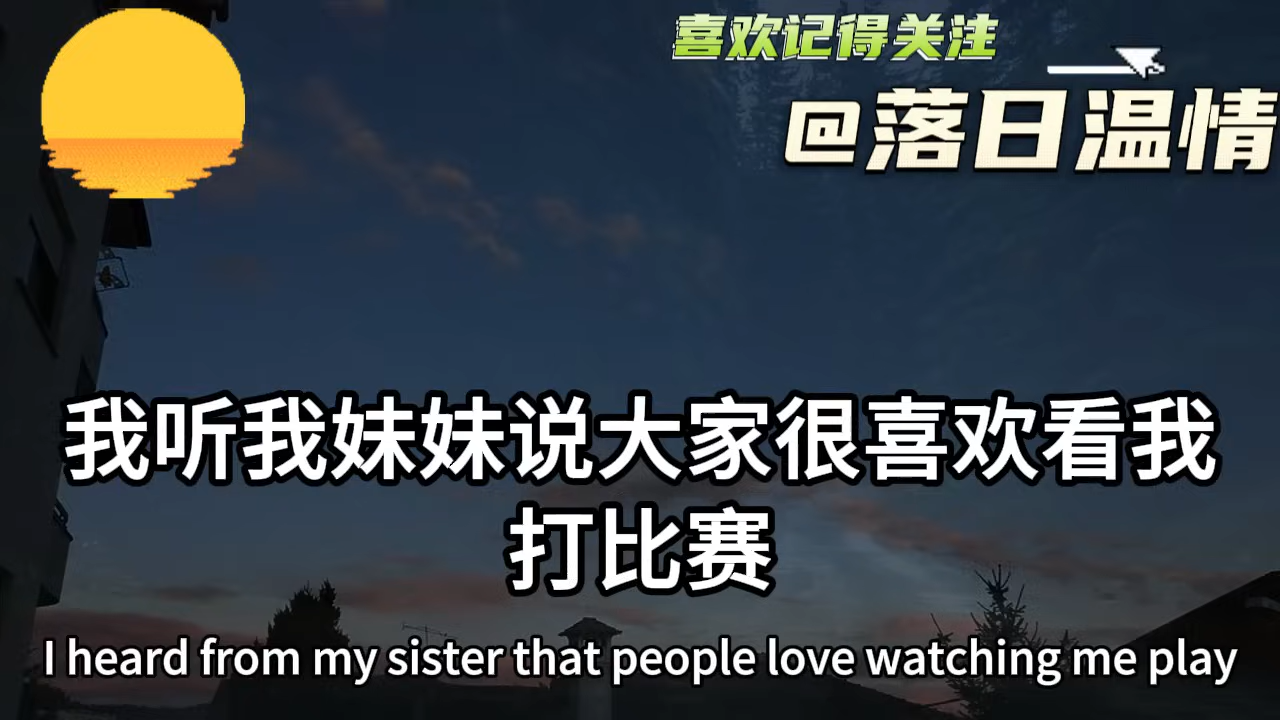 喜欢记得关注
@落日温情
我听我妹妹说大家很喜欢看我
打比赛
I heard from my sister that people love watching me play